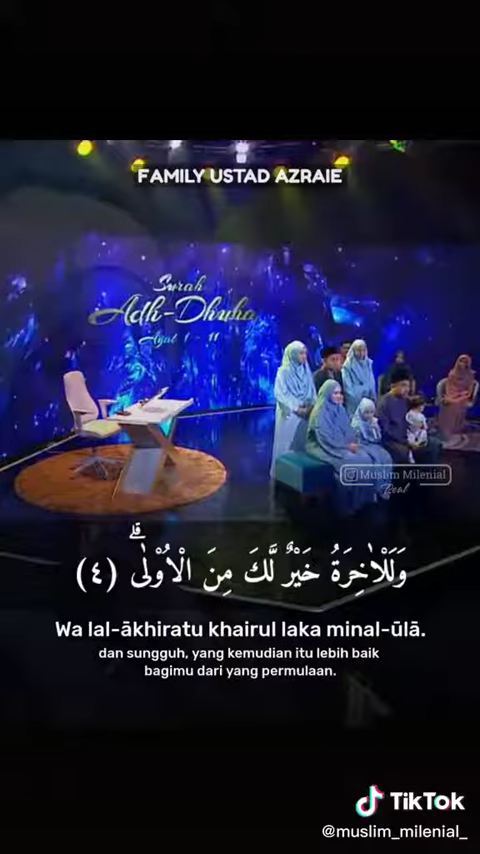 FAMILY USTAD AZRAIE
Surah
Adh-Dhuha
Ayat 1 - 11
Muslim Milenial
Real
وَلَلْاٰخِرَةُ خَيْرٌ لَّكَ مِنَ الْاُوْلٰىۗ (٤)
Wa lal-ākhiratu khairul laka minal-ūlā.
dan sungguh, yang kemudian itu lebih baik
bagimu dari yang permulaan.
TikTok
@muslim_milenial_